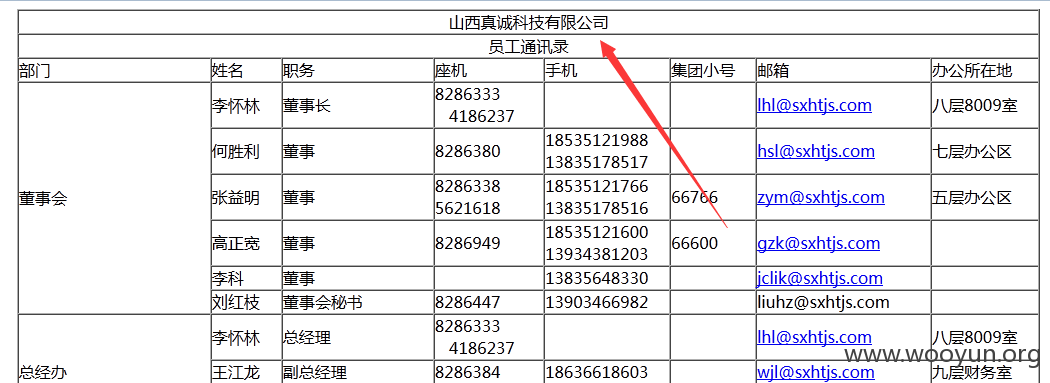 山西真诚科技有限公司
员工通讯录
部门 姓名 职务 座机 手机 集团小号 邮箱 办公所在地
董事会 李怀林 董事长 8286333 4186237 lhl@sxhtjs.com 八层8009室
何胜利 董事 8286380 18535121988 13835178517 hsl@sxhtjs.com 七层办公区
张益明 董事 8286338 5621618 18535121766 13835178516 66766 zym@sxhtjs.com 五层办公区
高正宽 董事 8286949 18535121600 13934381203 66600 gzk@sxhtjs.com
李科 董事 13835648330 jclik@sxhtjs.com
刘红枝 董事会秘书 8286447 13903466982 liuhz@sxhtjs.com
总经办 李怀林 总经理 8286333 4186237 lhl@sxhtjs.com 八层8009室
王江龙 副总经理 8286384 18636618603 wjl@sxhtjs.com 九层财务室
www.wooyun.org